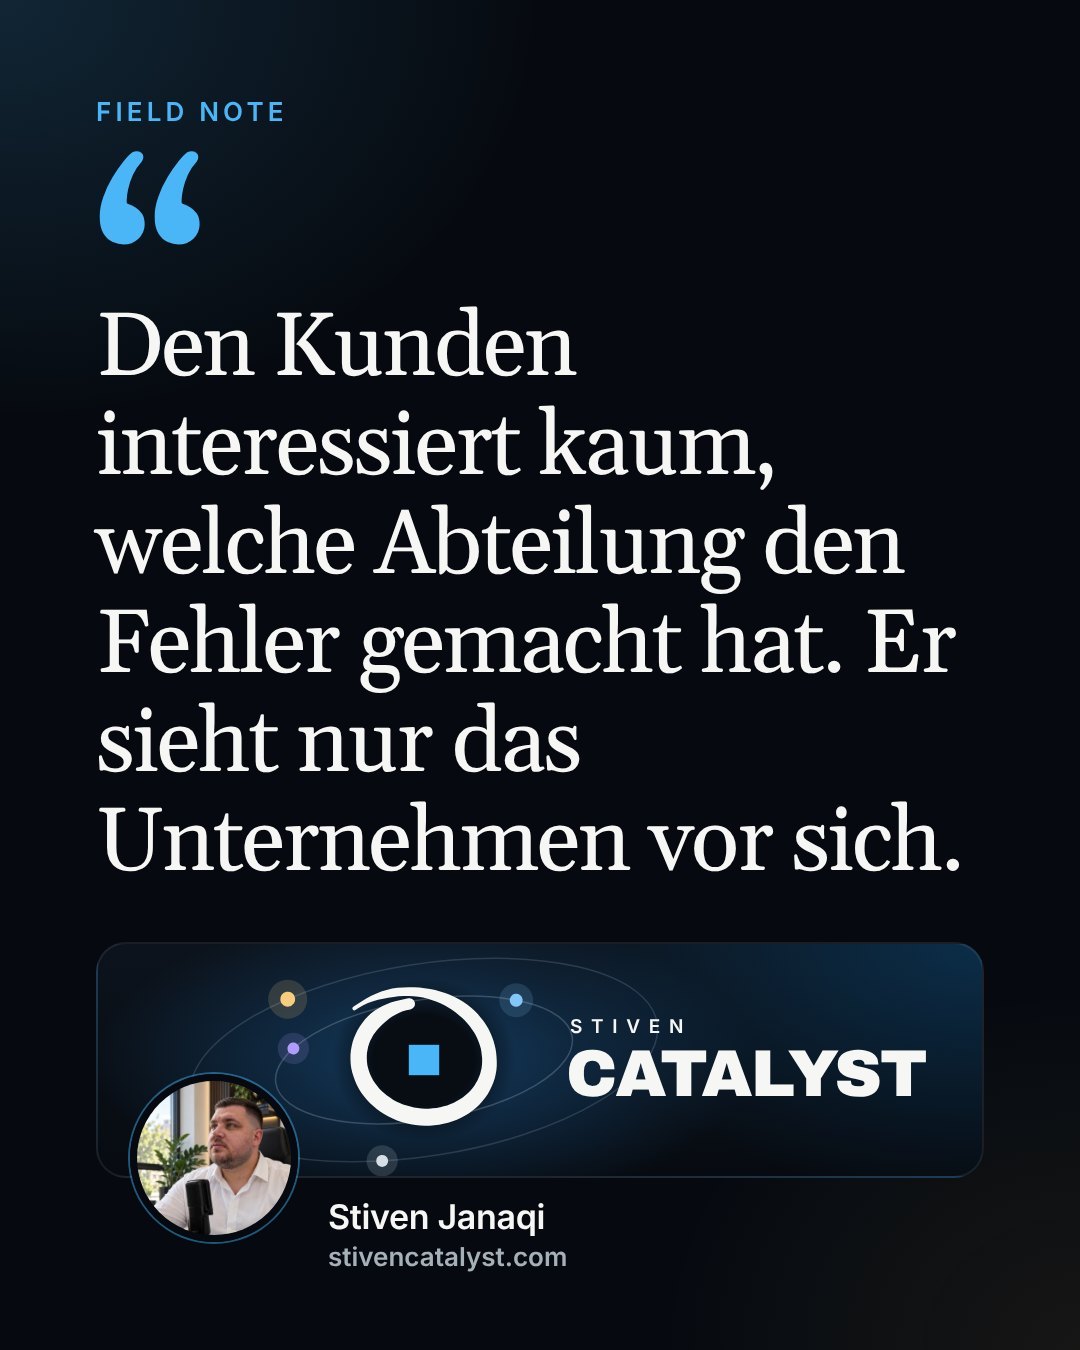 FIELD NOTE
“
Den Kunden
interessiert kaum,
welche Abteilung den
Fehler gemacht hat. Er
sieht nur das
Unternehmen vor sich.
STIVEN
CATALYST
Stiven Janaqi
stivencatalyst.com